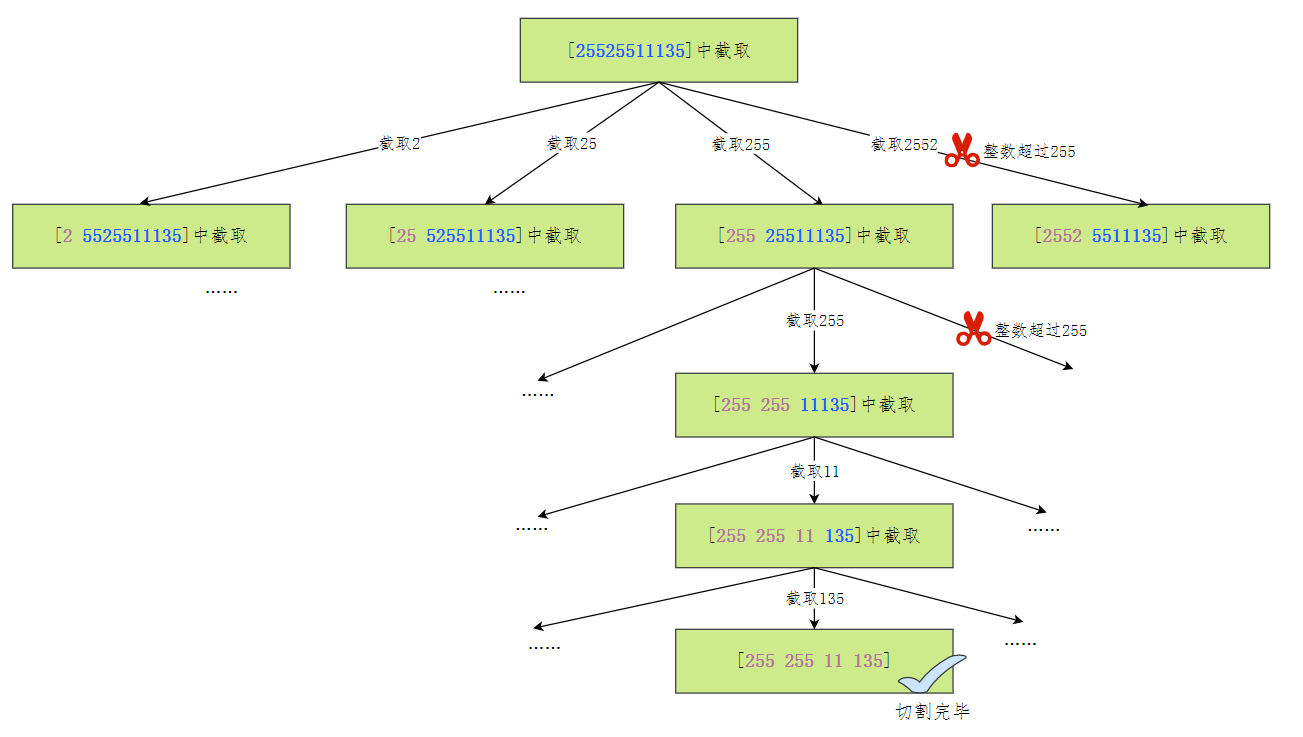 [25525511135]中截取
截取2
截取25
截取255
截取2552
整数超过255
[2 5525511135]中截取
[25 525511135]中截取
[255 25511135]中截取
[2552 5511135]中截取
……
……
截取255
整数超过255
……
[255 255 11135]中截取
截取11
……
……
[255 255 11 135]中截取
截取135
……
……
[255 255 11 135]
切割完毕